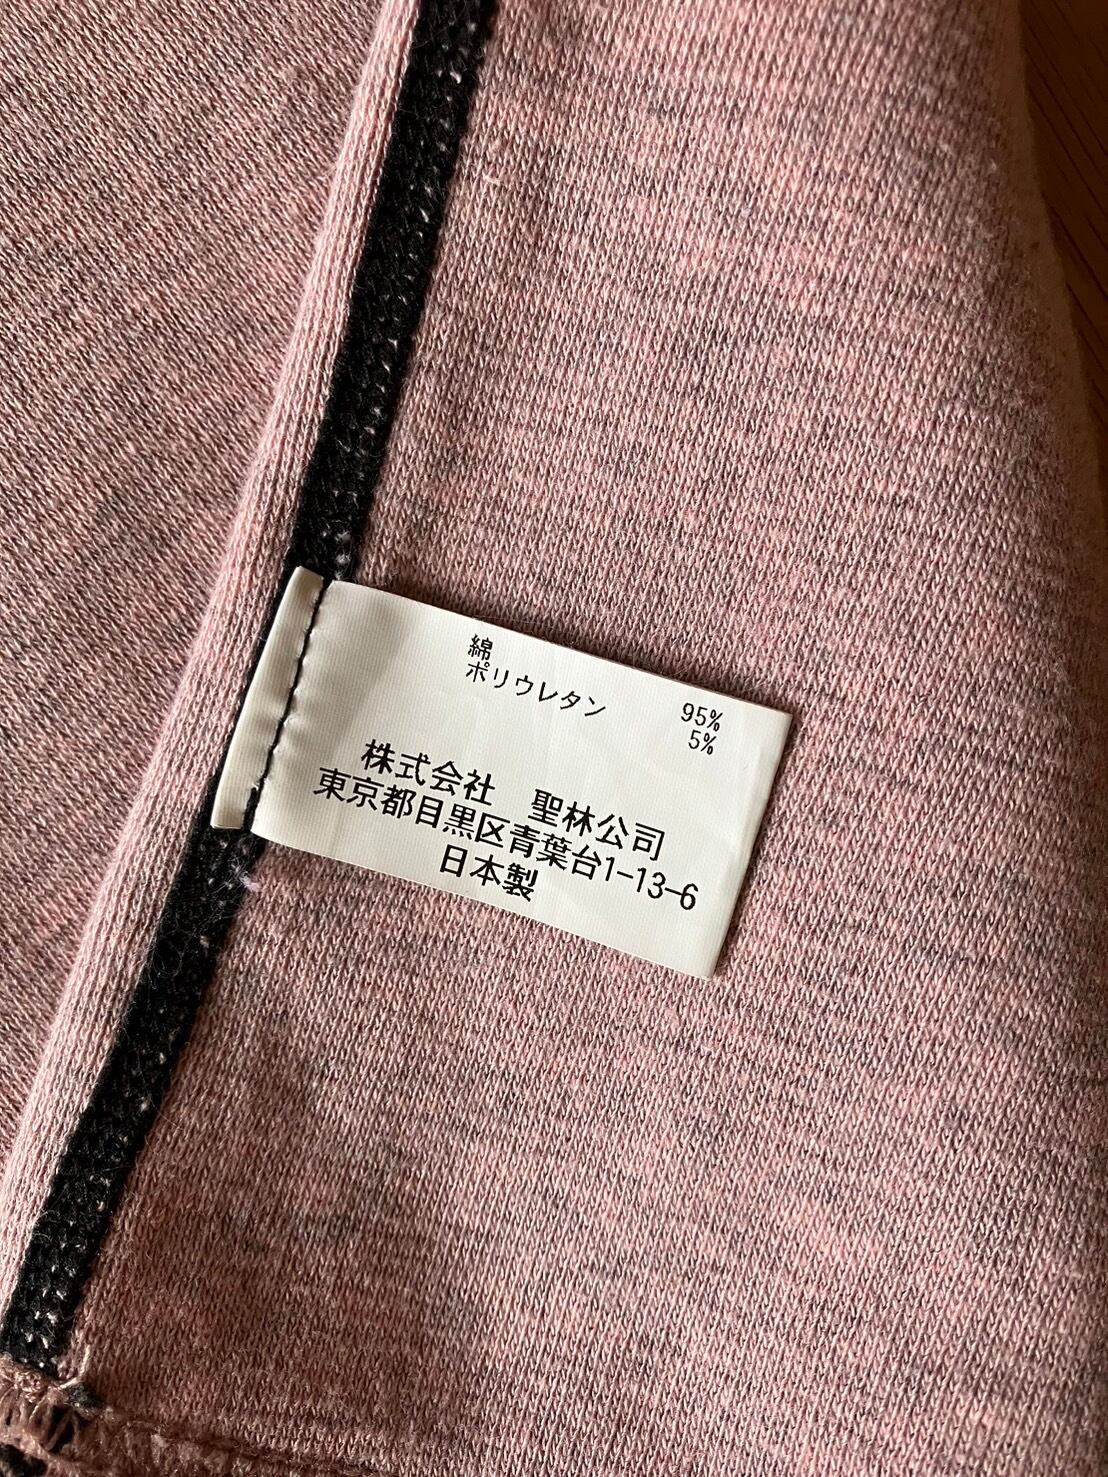 綿 95%
ポリウレタン 5%
株式会社 聖林公司
東京都目黒区青葉台1-13-6
日本製